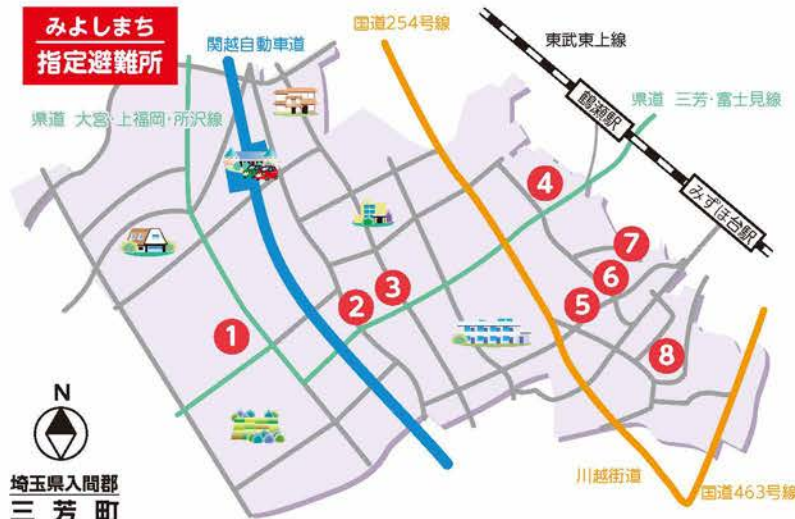 みよしまち
指定避難所
関越自動車道
国道254号線
東武東上線
県道 大宮・上福岡・所沢線
鶴瀬駅
県道 三芳・富士見線
みずほ台駅
4
7
6
5
2
3
1
8
N
埼玉県入間郡
三芳町
川越街道
国道463号線